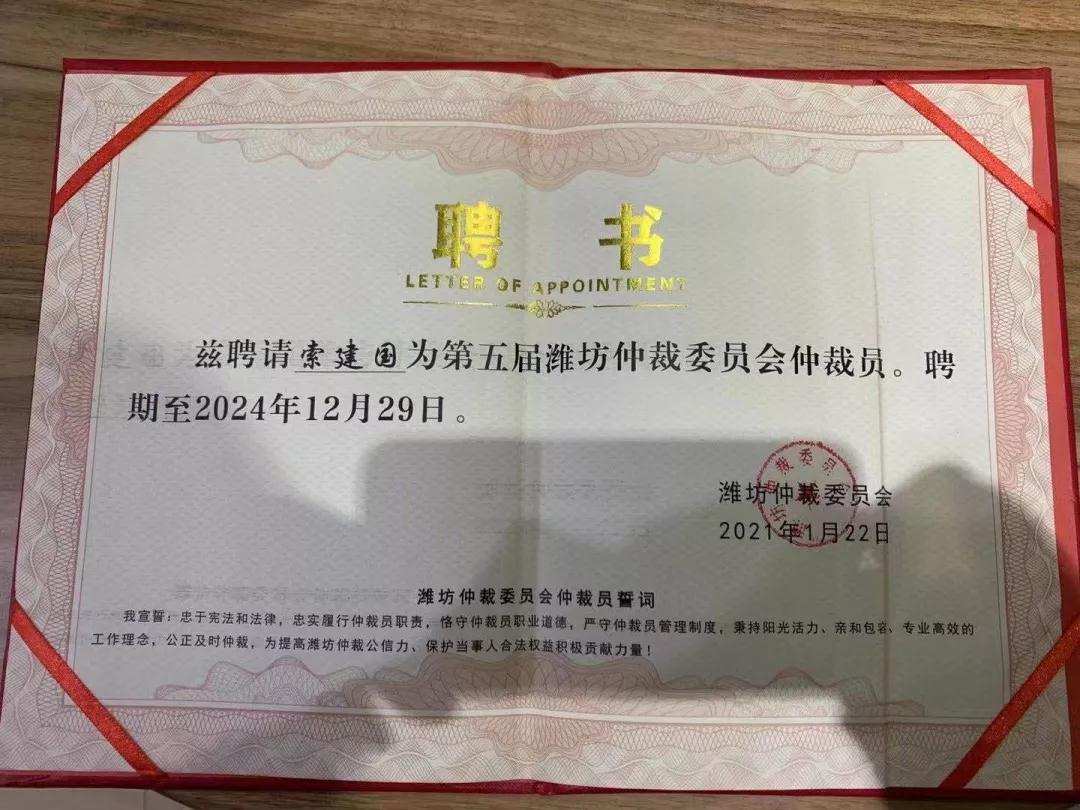 聘 书
LETTER OF APPOINTMENT
兹聘请索建国为第五届潍坊仲裁委员会仲裁员。聘
期至2024年12月29日。
潍坊仲裁委员会
2021年1月22日
潍坊仲裁委员会仲裁员誓词
我宣誓：忠于宪法和法律，忠实履行仲裁员职责，恪守仲裁员职业道德，严守仲裁员管理制度，秉持阳光活力、亲和包容、专业高效的
工作理念，公正及时仲裁，为提高潍坊仲裁公信力、保护当事人合法权益积极贡献力量！